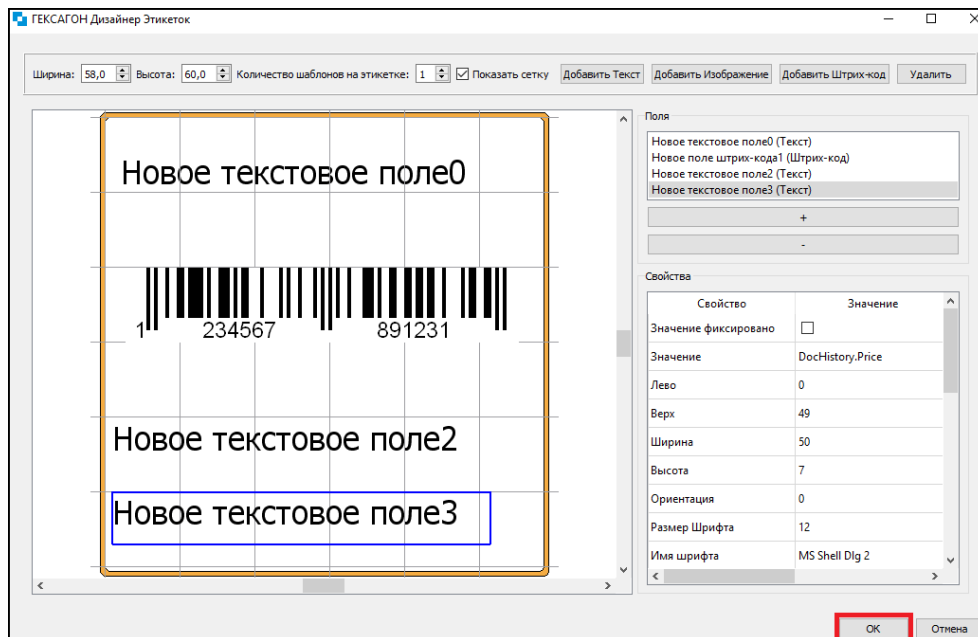 ГЕКСАГОН Дизайнер Этикеток
Ширина: 58,0 Высота: 60,0 Количество шаблонов на этикетке: 1 Показать сетку Добавить Текст Добавить Изображение Добавить Штрих-код Удалить
Новое текстовое поле0
1 234567 891231
Новое текстовое поле2
Новое текстовое поле3
Поля
Новое текстовое поле0 (Текст)
Новое поле штрих-кода1 (Штрих-код)
Новое текстовое поле2 (Текст)
Новое текстовое поле3 (Текст)
+
-
Свойства
Свойство Значение
Значение фиксировано
Значение DocHistory.Price
Лево 0
Верх 49
Ширина 50
Высота 7
Ориентация 0
Размер Шрифта 12
Имя шрифта MS Shell Dlg 2
ОК Отмена